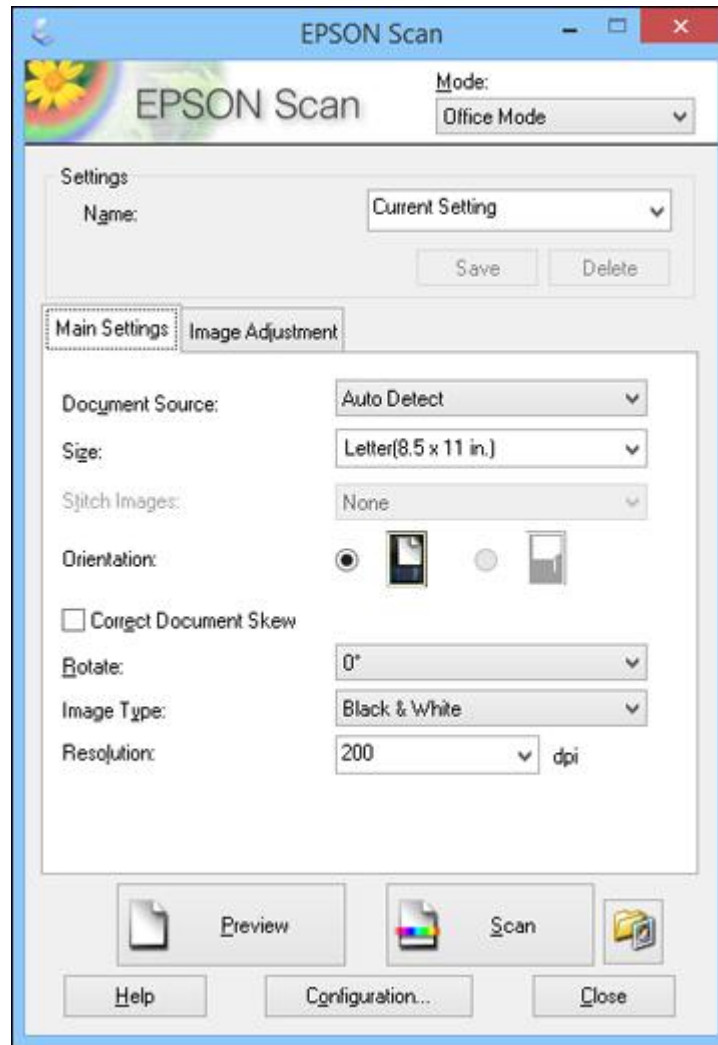 EPSON Scan
EPSON Scan
Mode:
Office Mode
Settings
Name:
Current Setting
Save
Delete
Main Settings
Image Adjustment
Document Source:
Auto Detect
Size:
Letter(8.5 x 11 in.)
Stitch Images:
None
Orientation:
Correct Document Skew
Rotate:
0°
Image Type:
Black & White
Resolution:
200
dpi
Preview
Scan
Help
Configuration...
Close